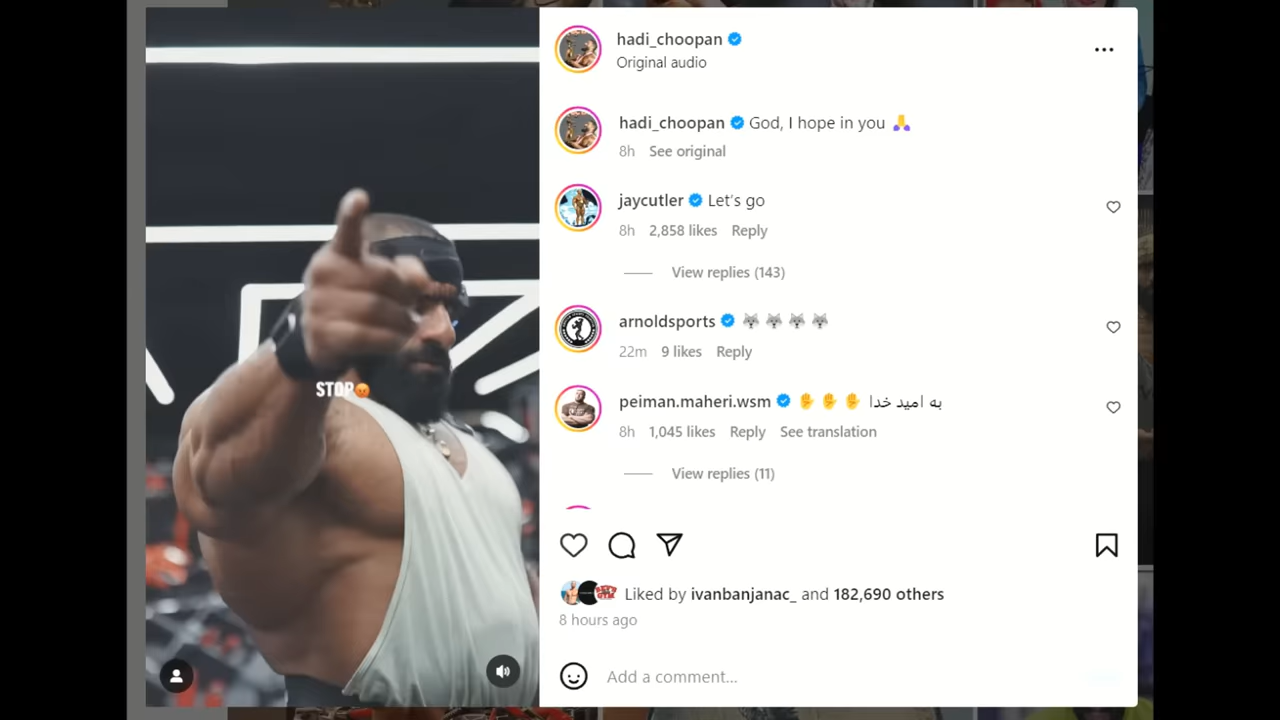 hadi_choopan
Original audio
hadi_choopan God, I hope in you 🙏
8h See original
jaycutler Let's go
8h 2,858 likes Reply
View replies (143)
arnoldsports 🐺 🐺 🐺 🐺
22m 9 likes Reply
peiman.maheri.wsm ✋ ✋ ✋ به امید خدا
8h 1,045 likes Reply See translation
View replies (11)
STOP😡
Liked by ivanbanjanac_ and 182,690 others
8 hours ago
Add a comment...